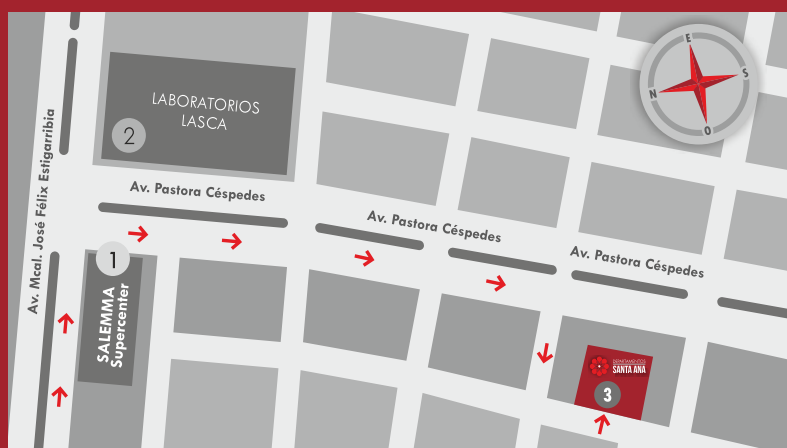 E
S
N
O
LABORATORIOS
LASCA
2
Av. Mcal. José Félix Estigarribia
Av. Pastora Céspedes
Av. Pastora Céspedes
Av. Pastora Céspedes
1
SALEMMA
Supercenter
DEPARTAMENTOS
SANTA ANA
3